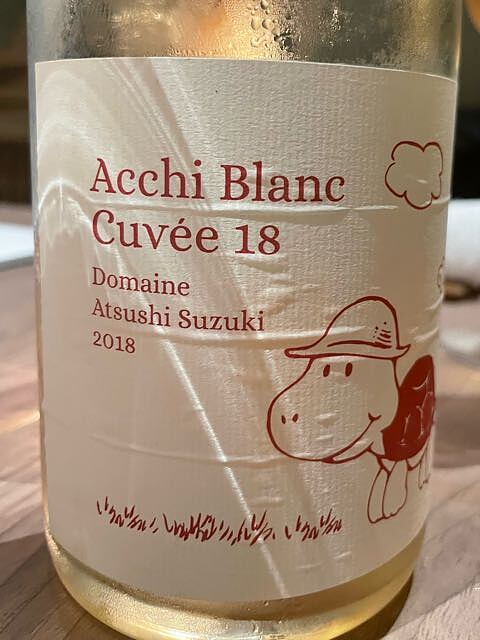 Acchi Blanc
Cuvée 18
Domaine
Atsushi Suzuki
2018